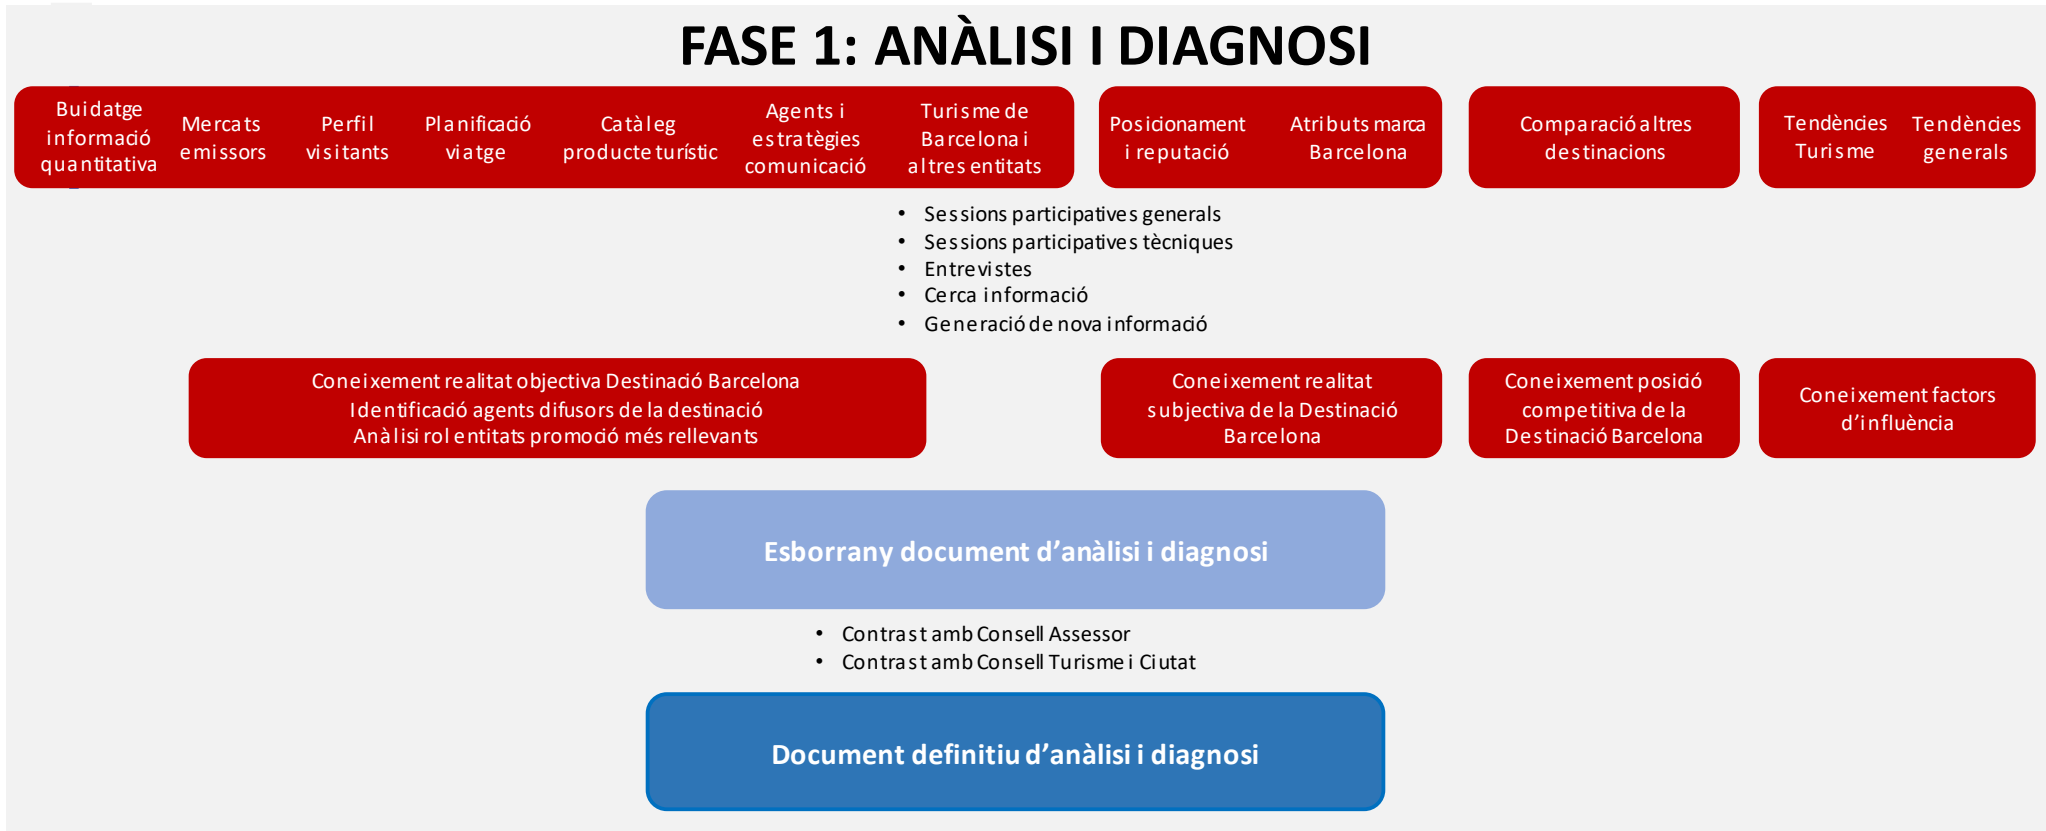 FASE 1: ANÀLISI I DIAGNOSI
Buidatge
informació
quantitativa
Mercats
emissors
Perfil
visitants
Planificació
viatge
Catàleg
producte turístic
Agents i
estratègies
comunicació
Turisme de
Barcelona i
altres entitats
Posicionament
i reputació
Atributs marca
Barcelona
Comparació altres
destinacions
Tendències
Turisme
Tendències
generals
• Sessions participatives generals
• Sessions participatives tècniques
• Entrevistes
• Cerca informació
• Generació de nova informació
Coneixement realitat objectiva Destinació Barcelona
Identificació agents difusors de la destinació
Anàlisi rol entitats promoció més rellevants
Coneixement realitat
subjectiva de la Destinació
Barcelona
Coneixement posició
competitiva de la
Destinació Barcelona
Coneixement factors
d’influència
Esborrany document d’anàlisi i diagnosi
• Contrast amb Consell Assessor
• Contrast amb Consell Turisme i Ciutat
Document definitiu d’anàlisi i diagnosi